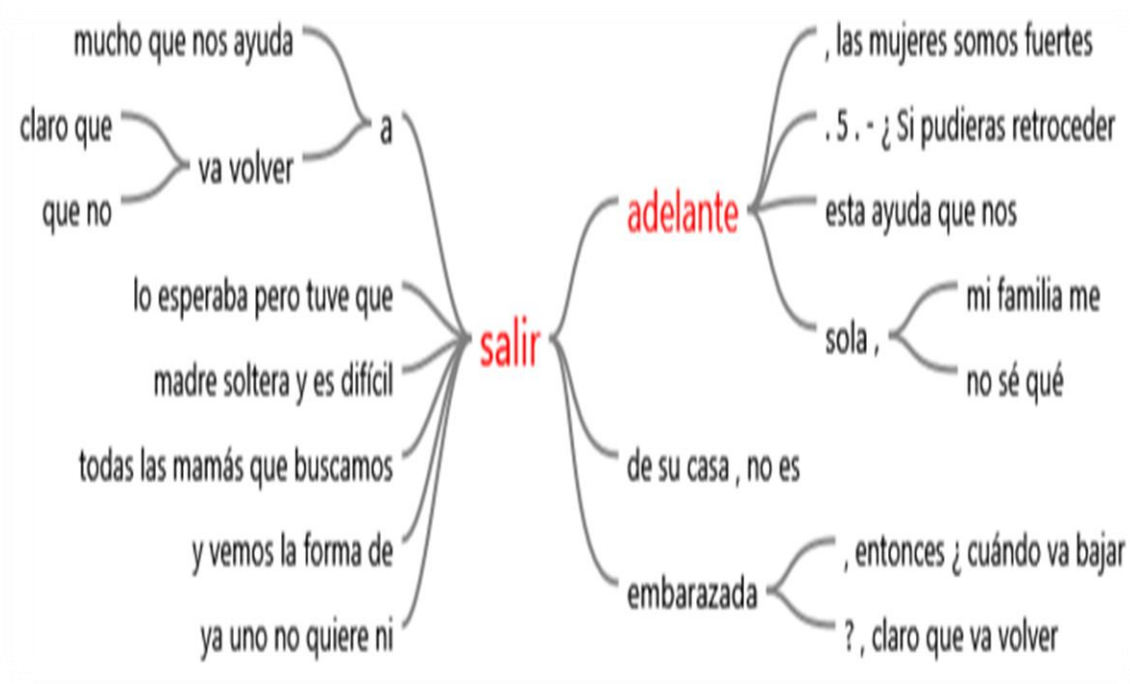 mucho que nos ayuda
claro que
va volver
que no
a
lo esperaba pero tuve que
madre soltera y es difícil
todas las mamás que buscamos
y vemos la forma de
ya uno no quiere ni
salir
adelante
, las mujeres somos fuertes
. 5 . - ¿ Si pudieras retroceder
esta ayuda que nos
sola ,
mi familia me
no sé qué
de su casa , no es
embarazada
, entonces ¿ cuándo va bajar
? , claro que va volver